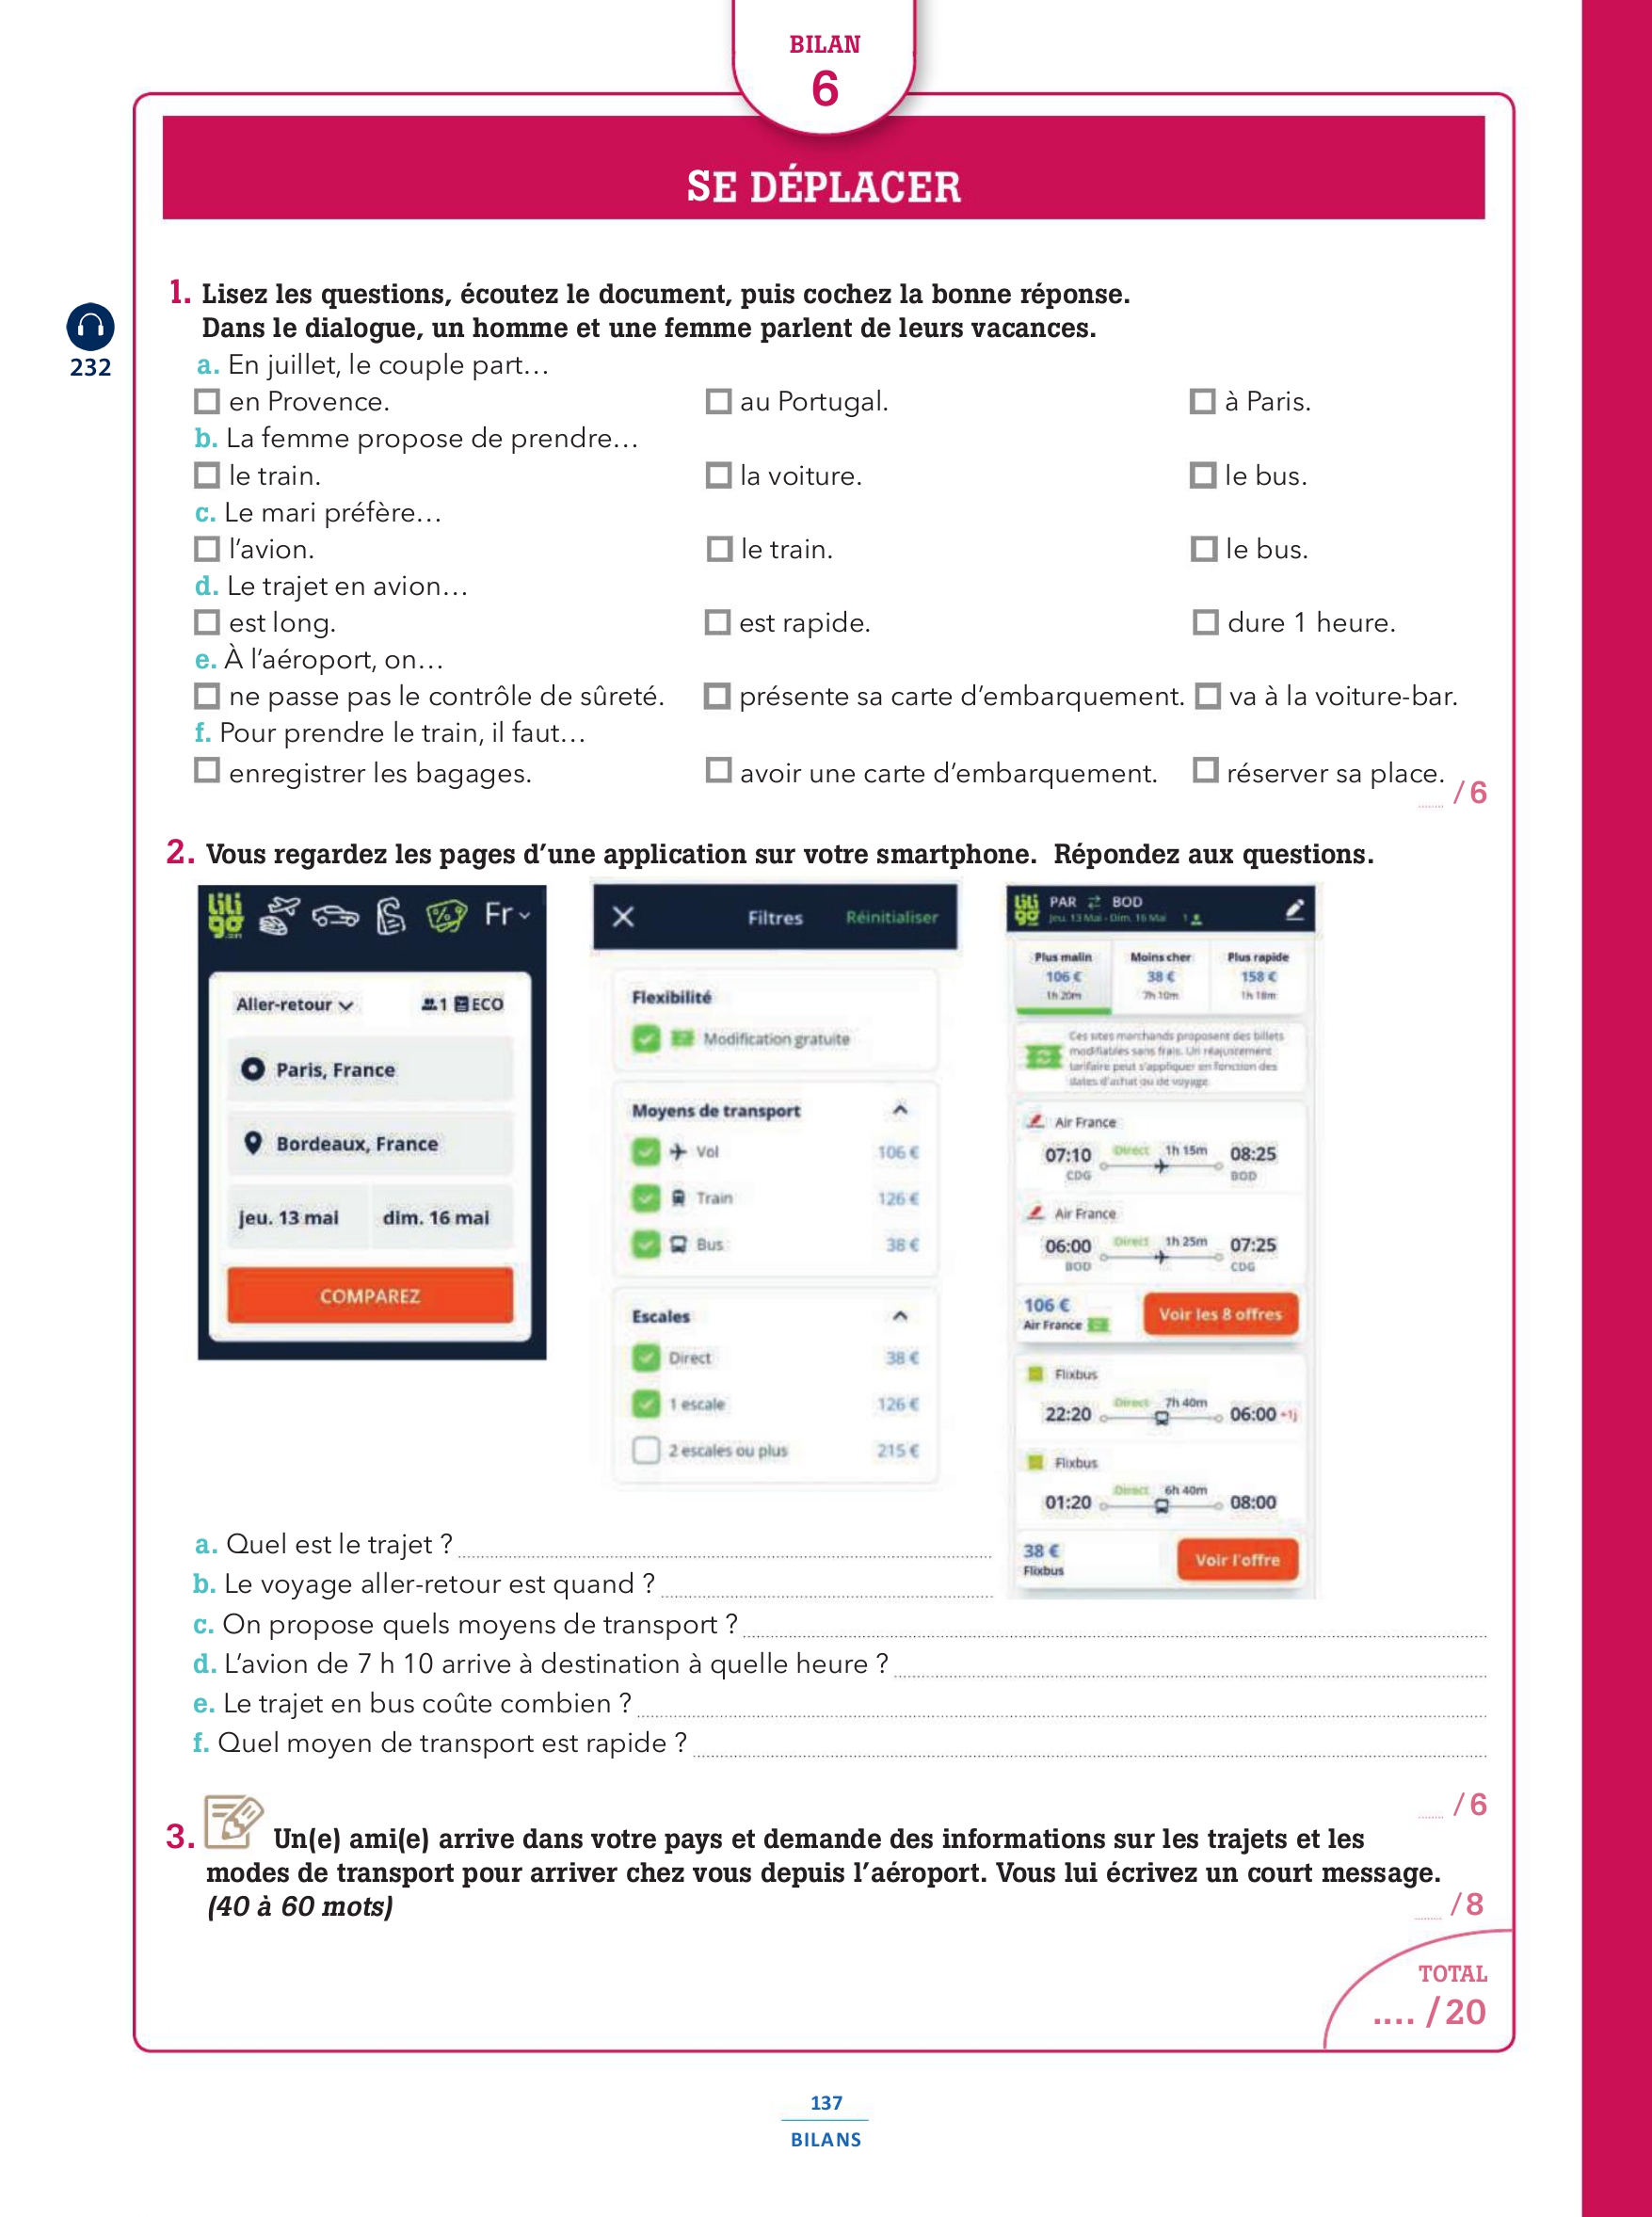 BILAN
6
SE DÉPLACER
1. Lisez les questions, écoutez le document, puis cochez la bonne réponse.
Dans le dialogue, un homme et une femme parlent de leurs vacances.
232
a. En juillet, le couple part…
en Provence. au Portugal. à Paris.
b. La femme propose de prendre…
le train. la voiture. le bus.
c. Le mari préfère…
l’avion. le train. le bus.
d. Le trajet en avion…
est long. est rapide. dure 1 heure.
e. À l’aéroport, on…
ne passe pas le contrôle de sûreté. présente sa carte d’embarquement. va à la voiture-bar.
f. Pour prendre le train, il faut…
enregistrer les bagages. avoir une carte d’embarquement. réserver sa place.
/6
2. Vous regardez les pages d’une application sur votre smartphone. Répondez aux questions.
liligo.com Fr
Aller-retour 1 ECO
Paris, France
Bordeaux, France
jeu. 13 mai dim. 16 mai
COMPAREZ
Filtres Réinitialiser
Flexibilité
Modification gratuite
Moyens de transport
Vol 106 €
Train 126 €
Bus 38 €
Escales
Direct 38 €
1 escale 126 €
2 escales ou plus 215 €
liligo PAR ⇄ BOD
Jeu. 13 Mai - Dim. 16 Mai 1
Plus malin Moins cher Plus rapide
106 € 38 € 158 €
1h 20m 7h 10m 1h 18m
Ces sites marchands proposent des billets
modifiables sans frais. Un réajustement
tarifaire peut s'appliquer en fonction des
dates d'achat ou de voyage
Air France
07:10 Direct 1h 15m 08:25
CDG BOD
Air France
06:00 Direct 1h 25m 07:25
BOD CDG
106 €
Air France
Voir les 8 offres
Flixbus
22:20 Direct 7h 40m 06:00 +1j
Flixbus
01:20 Direct 6h 40m 08:00
38 €
Flixbus
Voir l'offre
a. Quel est le trajet ?
b. Le voyage aller-retour est quand ?
c. On propose quels moyens de transport ?
d. L’avion de 7 h 10 arrive à destination à quelle heure ?
e. Le trajet en bus coûte combien ?
f. Quel moyen de transport est rapide ?
/6
3. Un(e) ami(e) arrive dans votre pays et demande des informations sur les trajets et les
modes de transport pour arriver chez vous depuis l’aéroport. Vous lui écrivez un court message.
(40 à 60 mots)
/8
TOTAL
.... /20
137
BILANS